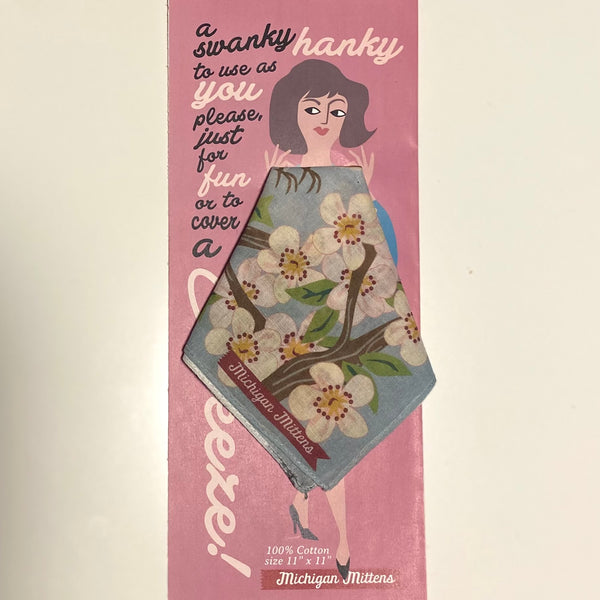 a
swanky hanky
to use as
you
please,
just
for
fun
or to
cover
a
eeze!
Michigan Mittens
100% Cotton
size 11" x 11"
Michigan Mittens